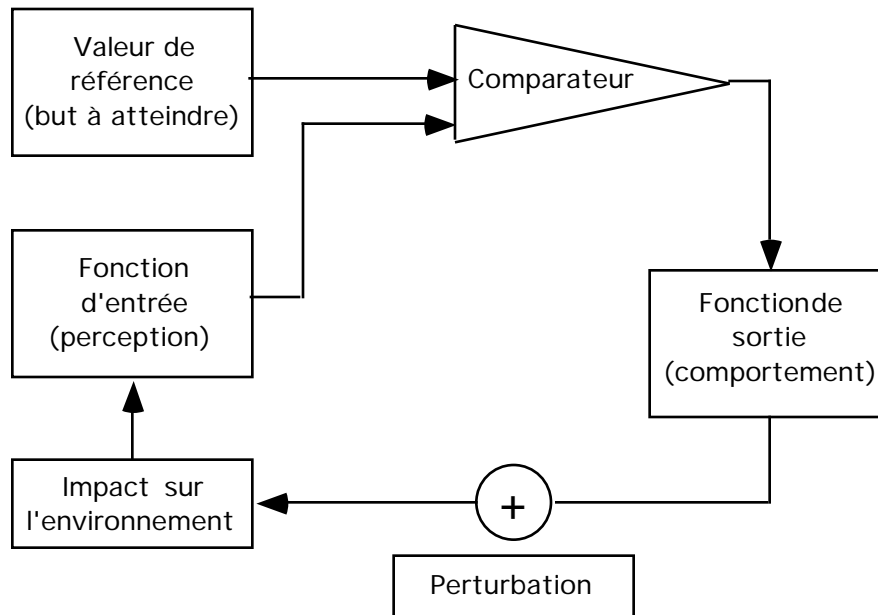 Valeur de
référence
(but à atteindre)
Comparateur
Fonction
d'entrée
(perception)
Fonctionde
sortie
(comportement)
Impact sur
l'environnement
+
Perturbation